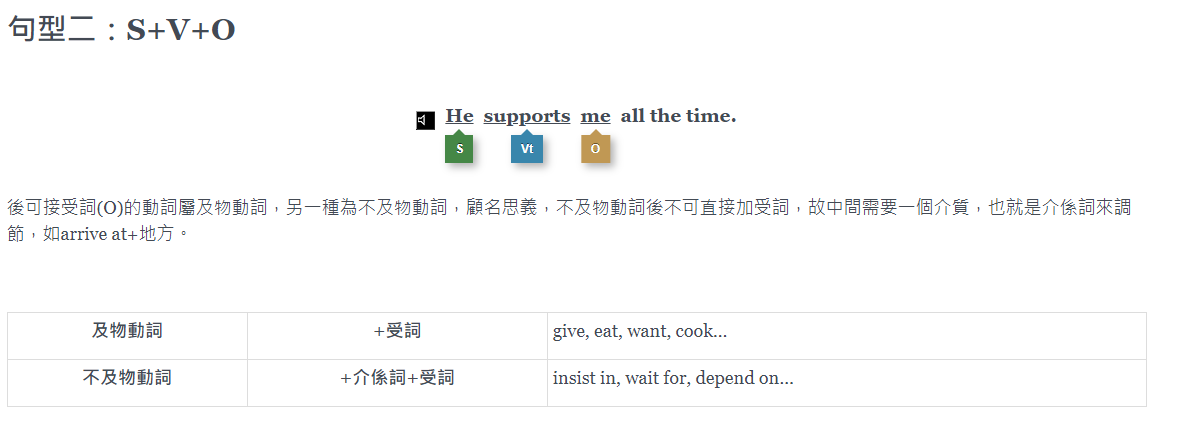 句型二：S+V+O
He supports me all the time.
S Vt O
後可接受詞(O)的動詞屬及物動詞，另一種為不及物動詞，顧名思義，不及物動詞後不可直接加受詞，故中間需要一個介質，也就是介係詞來調
節，如arrive at+地方。
及物動詞 +受詞 give, eat, want, cook...
不及物動詞 +介係詞+受詞 insist in, wait for, depend on...